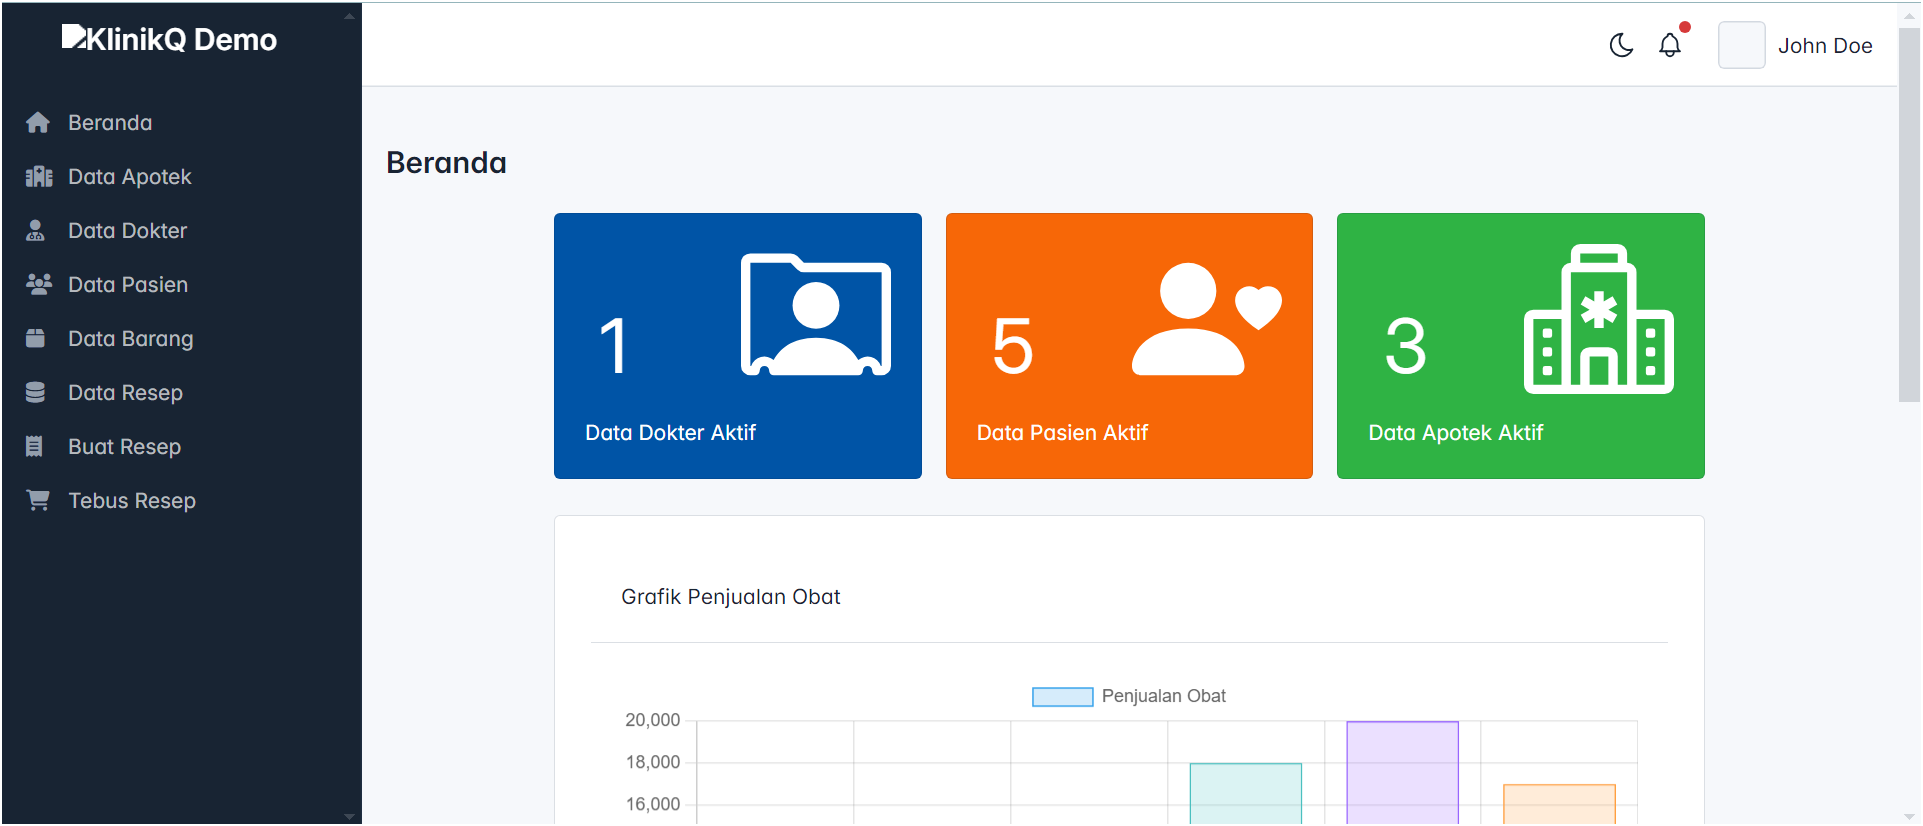 KlinikQ Demo
John Doe
Beranda
Data Apotek
Data Dokter
Data Pasien
Data Barang
Data Resep
Buat Resep
Tebus Resep
Beranda
1
Data Dokter Aktif
5
Data Pasien Aktif
3
Data Apotek Aktif
Grafik Penjualan Obat
Penjualan Obat
20,000
18,000
16,000